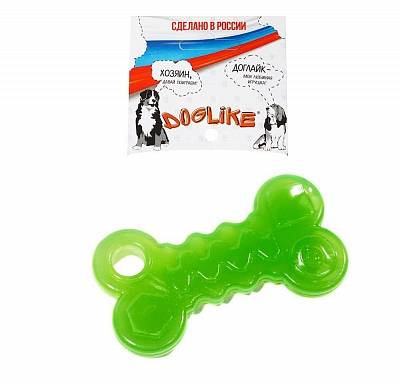 СДЕЛАНО В РОССИИ
ХОЗЯИН,
ДАВАЙ ПОИГРАЕМ!
ДОГЛАЙК –
МОЯ ЛЮБИМАЯ
ИГРУШКА!
DOGLIKE®